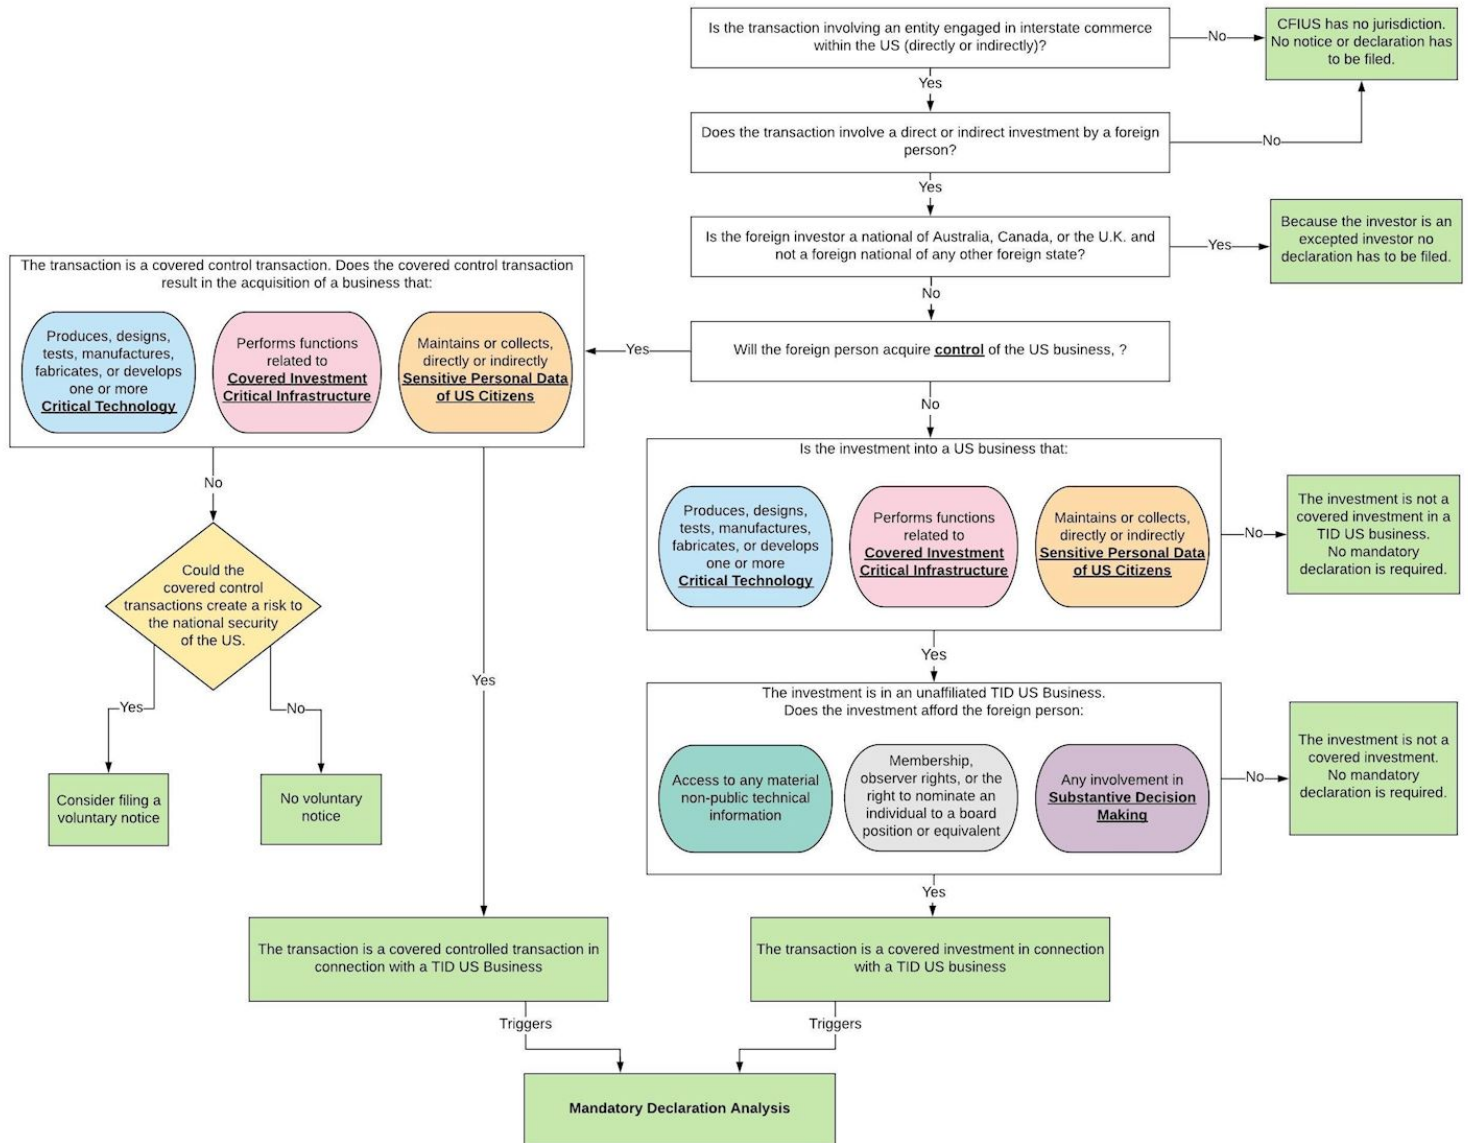 Is the transaction involving an entity engaged in interstate commerce
within the US (directly or indirectly)?
No
CFIUS has no jurisdiction.
No notice or declaration has
to be filed.
Yes
Does the transaction involve a direct or indirect investment by a foreign
person?
No
Yes
Is the foreign investor a national of Australia, Canada, or the U.K. and
not a foreign national of any other foreign state?
Yes
Because the investor is an
excepted investor no
declaration has to be filed.
No
Will the foreign person acquire control of the US business, ?
Yes
The transaction is a covered control transaction. Does the covered control transaction
result in the acquisition of a business that:
Produces, designs,
tests, manufactures,
fabricates, or develops
one or more
Critical Technology
Performs functions
related to
Covered Investment
Critical Infrastructure
Maintains or collects,
directly or indirectly
Sensitive Personal Data
of US Citizens
No
Could the
covered control
transactions create a risk to
the national security
of the US.
Yes
No
Consider filing a
voluntary notice
No voluntary
notice
Yes
No
Is the investment into a US business that:
Produces, designs,
tests, manufactures,
fabricates, or develops
one or more
Critical Technology
Performs functions
related to
Covered Investment
Critical Infrastructure
Maintains or collects,
directly or indirectly
Sensitive Personal Data
of US Citizens
No
The investment is not a
covered investment in a
TID US business.
No mandatory
declaration is required.
Yes
The investment is in an unaffiliated TID US Business.
Does the investment afford the foreign person:
Access to any material
non-public technical
information
Membership,
observer rights, or the
right to nominate an
individual to a board
position or equivalent
Any involvement in
Substantive Decision
Making
No
The investment is not a
covered investment.
No mandatory
declaration is required.
Yes
The transaction is a covered controlled transaction in
connection with a TID US Business
The transaction is a covered investment in connection
with a TID US business
Triggers
Triggers
Mandatory Declaration Analysis